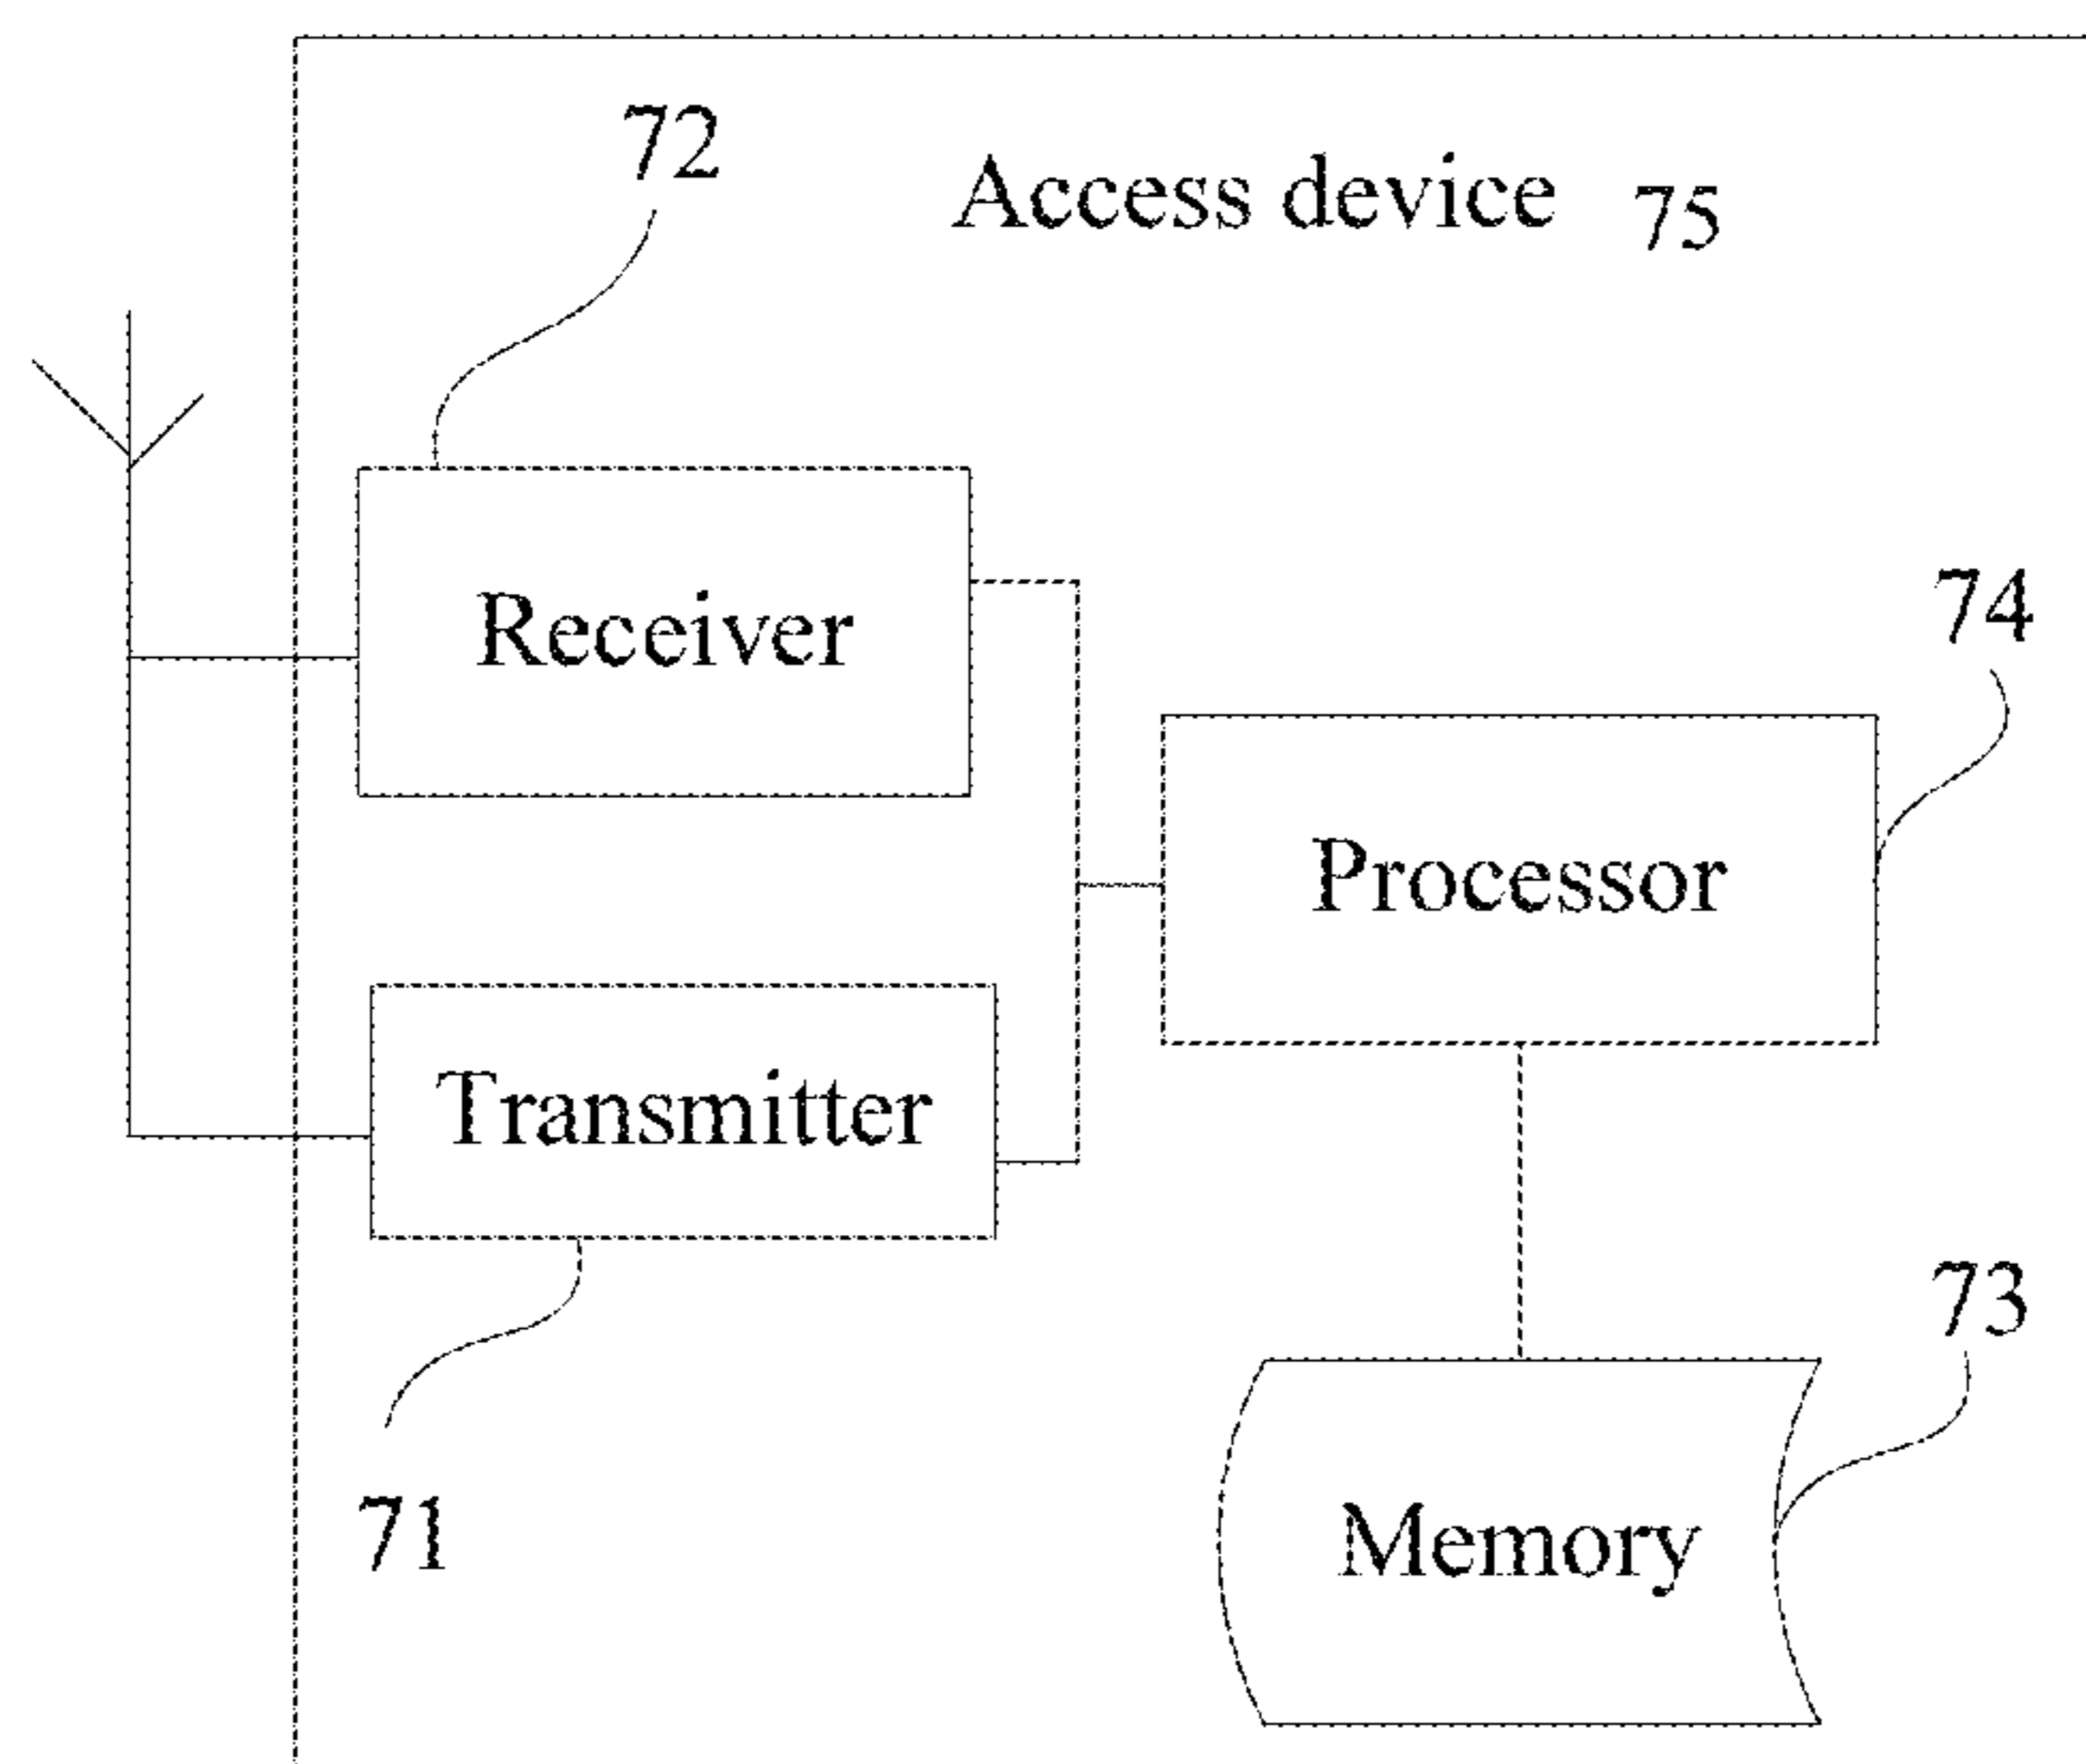 72
Access device 75
Receiver
74
Processor
Transmitter
73
71
Memory